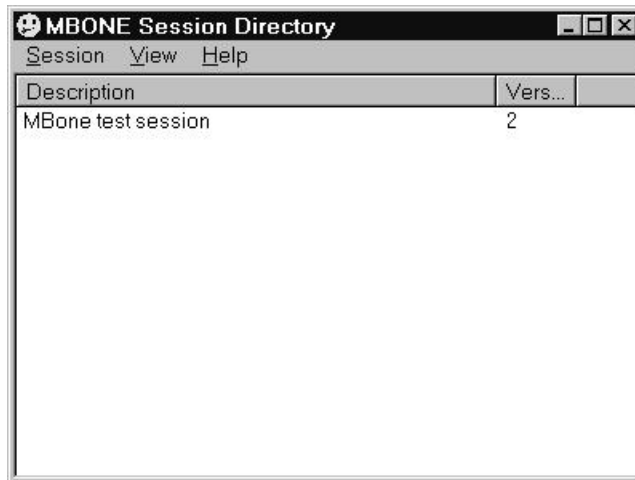 MBONE Session Directory
Session View Help
Description Vers...
MBone test session 2